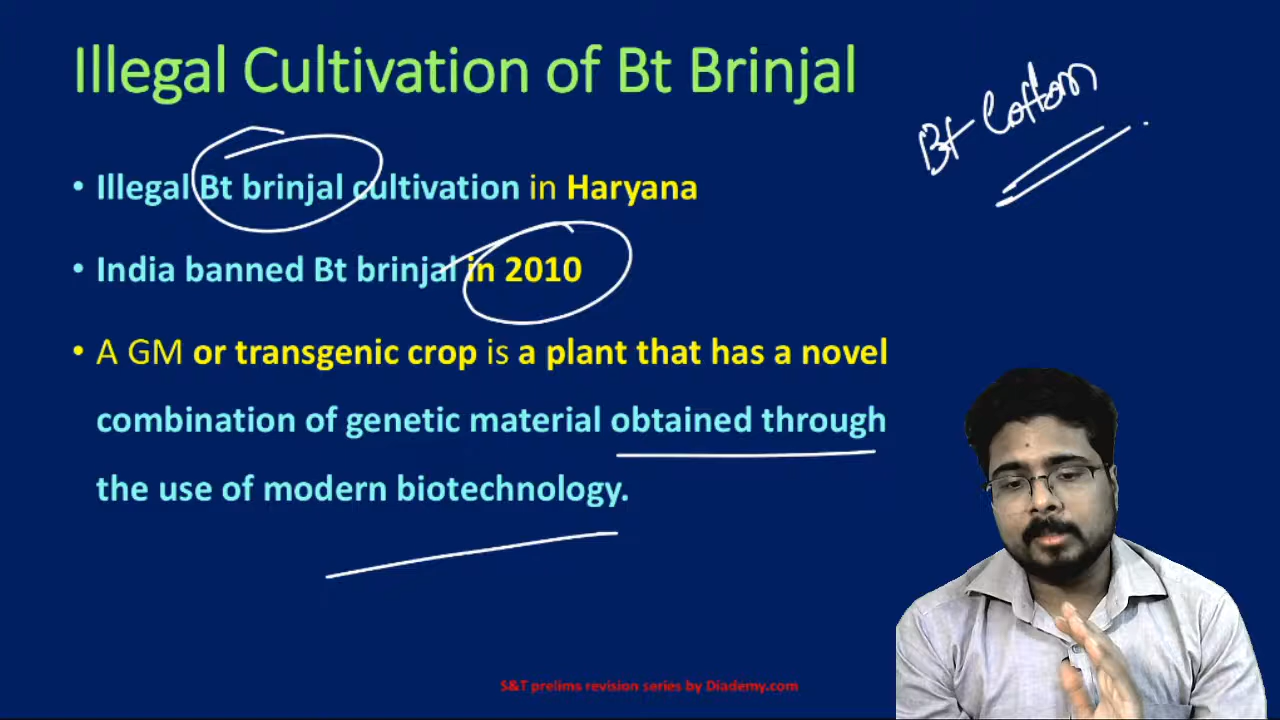 Illegal Cultivation of Bt Brinjal
Bt Cotton
• Illegal Bt brinjal cultivation in Haryana
• India banned Bt brinjal in 2010
• A GM or transgenic crop is a plant that has a novel
combination of genetic material obtained through
the use of modern biotechnology.
S&T prelims revision series by Diademy.com